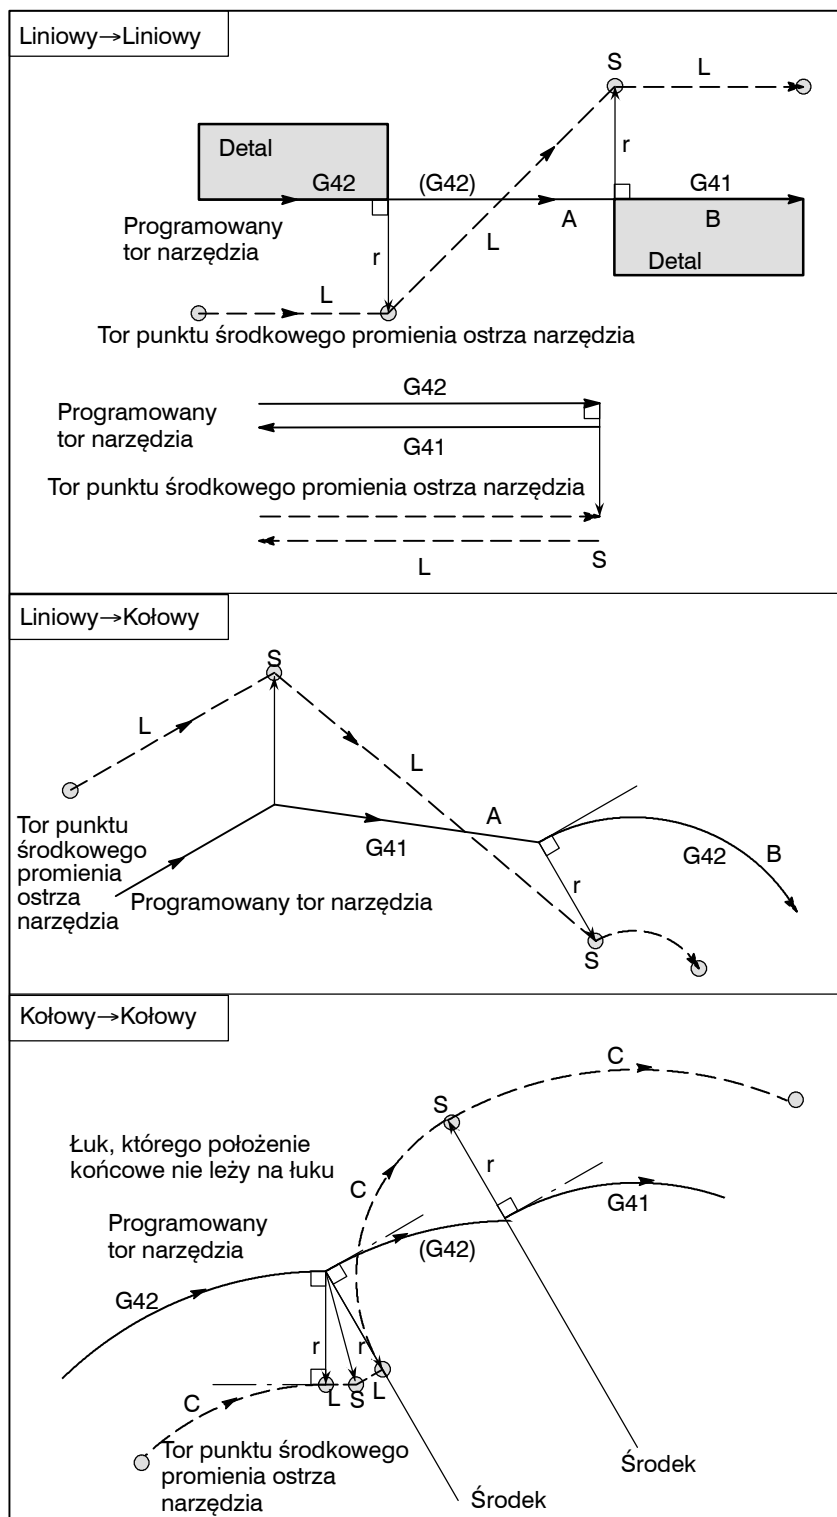 Liniowy→Liniowy
S
L
Detal
r
G42
(G42)
G41
A
B
Programowany
tor narzędzia
r
L
Detal
L
Tor punktu środkowego promienia ostrza narzędzia
G42
Programowany
tor narzędzia
G41
Tor punktu środkowego promienia ostrza narzędzia
L
S
Liniowy→Kołowy
S
L
L
A
Tor punktu
środkowego
promienia
ostrza
narzędzia
G41
G42
B
r
Programowany tor narzędzia
S
Kołowy→Kołowy
C
S
Łuk, którego położenie
końcowe nie leży na łuku
C
r
G41
Programowany
tor narzędzia
(G42)
G42
r
r
C
L
S
L
Tor punktu środkowego
promienia ostrza
narzędzia
Środek
Środek